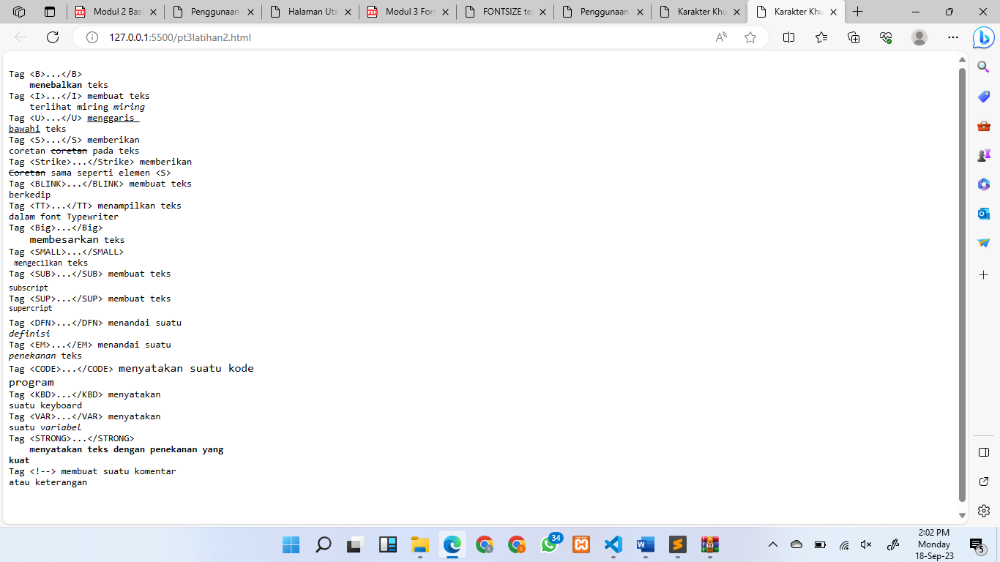 Modul 2 Basi
Penggunaan
Halaman Uta
Modul 3 Forr
FONTSIZE te
Penggunaan
Karakter Khu
Karakter Khu
127.0.0.1:5500/pt3latihan2.html
Tag <B>...</B>
menebalkan teks
Tag <I>...</I> membuat teks
terlihat miring miring
Tag <U>...</U> menggaris
bawahi teks
Tag <S>...</S> memberikan
coretan coretan pada teks
Tag <Strike>...</Strike> memberikan
Coretan sama seperti elemen <S>
Tag <BLINK>...</BLINK> membuat teks
berkedip
Tag <TT>...</TT> menampilkan teks
dalam font Typewriter
Tag <Big>...</Big>
membesarkan teks
Tag <SMALL>...</SMALL>
mengecilkan teks
Tag <SUB>...</SUB> membuat teks
subscript
Tag <SUP>...</SUP> membuat teks
supercript
Tag <DFN>...</DFN> menandai suatu
definisi
Tag <EM>...</EM> menandai suatu
penekanan teks
Tag <CODE>...</CODE> menyatakan suatu kode
program
Tag <KBD>...</KBD> menyatakan
suatu keyboard
Tag <VAR>...</VAR> menyatakan
suatu variabel
Tag <STRONG>...</STRONG>
menyatakan teks dengan penekanan yang
kuat
Tag <!--> membuat suatu komentar
atau keterangan
34
2:02 PM
Monday
18-Sep-23
5